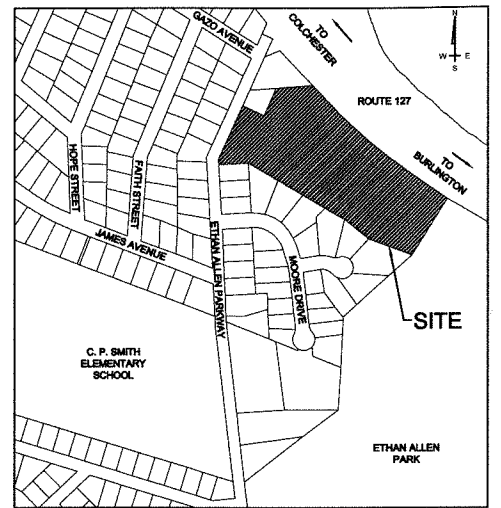 GAZO AVENUE
TO
COLCHESTER
N
W E
S
ROUTE 127
TO
BURLINGTON
HOPE STREET
FAITH STREET
JAMES AVENUE
ETHAN ALLEN PARKWAY
MOORE DRIVE
SITE
C. P. SMITH
ELEMENTARY
SCHOOL
ETHAN ALLEN
PARK